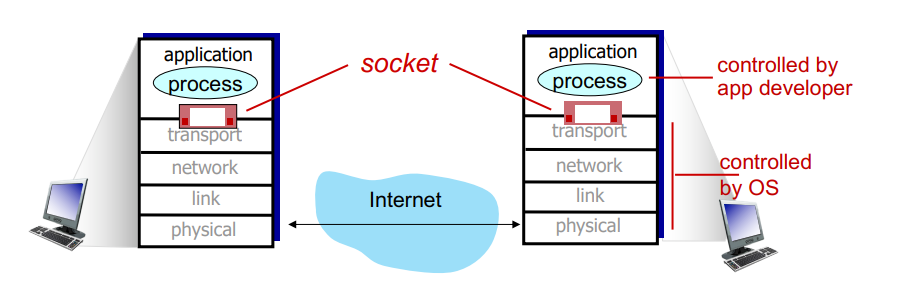 application
process
transport
network
link
physical
socket
Internet
application
process
transport
network
link
physical
controlled by
app developer
controlled
by OS